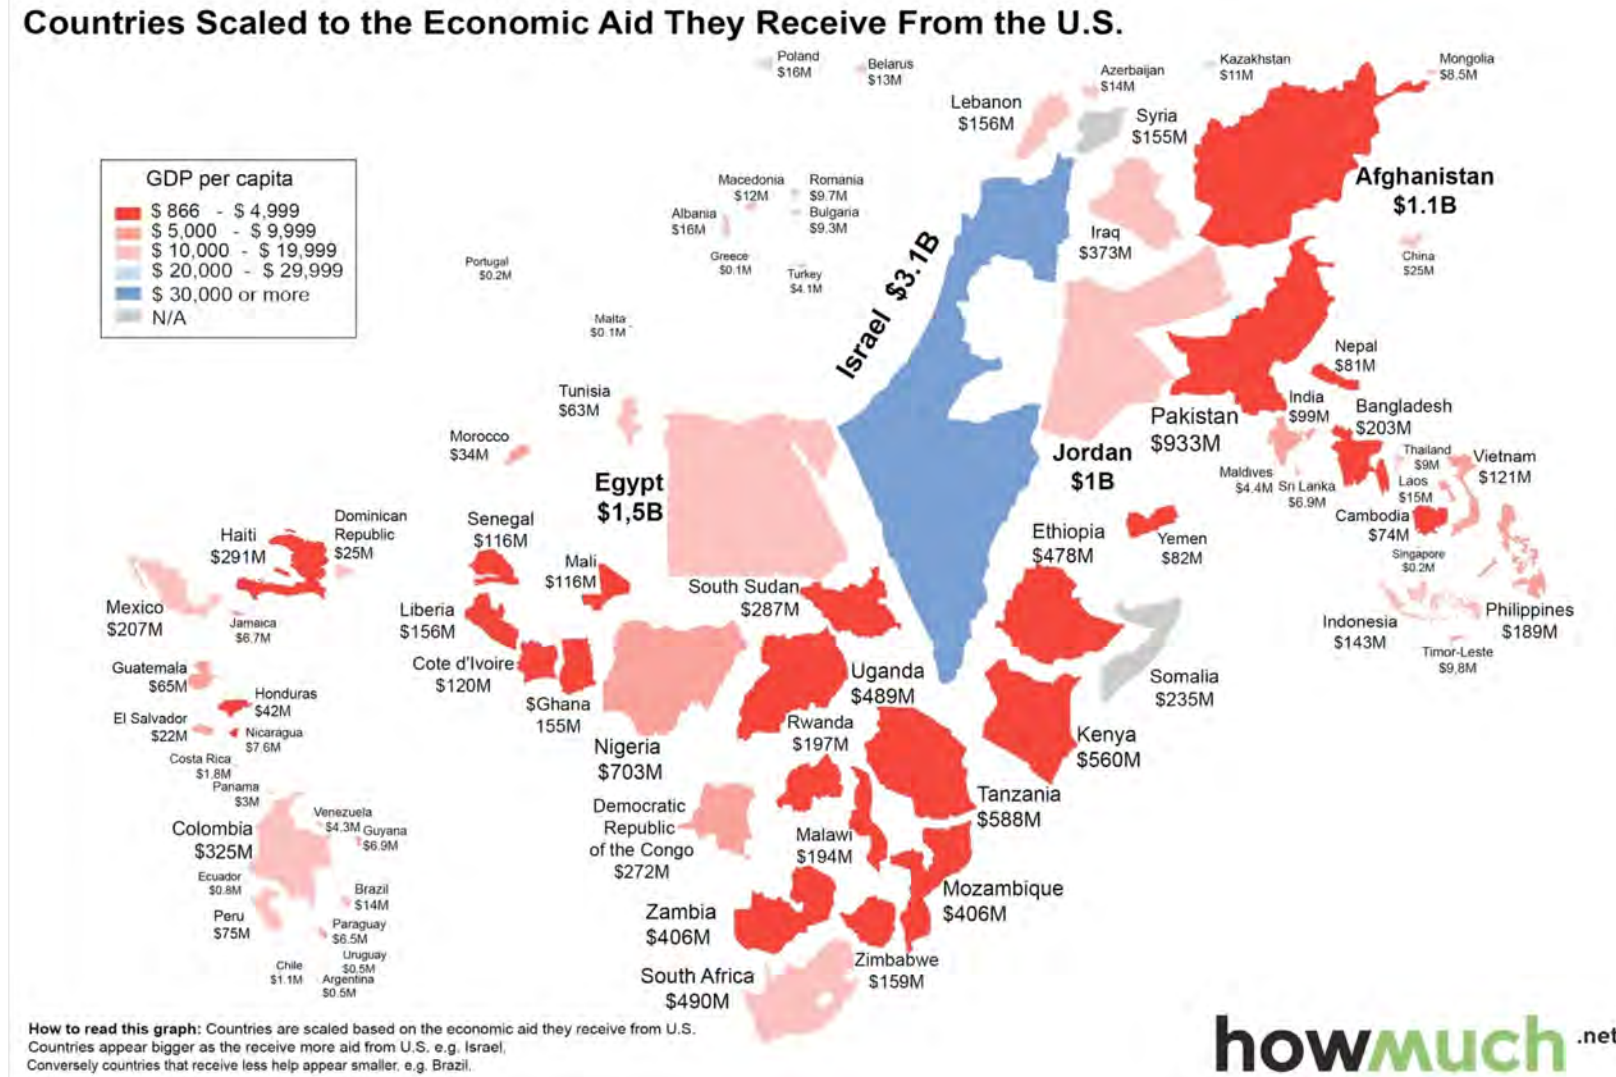 Countries Scaled to the Economic Aid They Receive From the U.S.
Poland
$16M
Belarus
$13M
Azerbaijan
$14M
Kazakhstan
$11M
Mongolia
$8.5M
Lebanon
$156M
Syria
$155M
GDP per capita
$ 866 - $ 4,999
$ 5,000 - $ 9,999
$ 10,000 - $ 19,999
$ 20,000 - $ 29,999
$ 30,000 or more
N/A
Macedonia
$12M
Romania
$9.7M
Albania
$16M
Bulgaria
$9.3M
Greece
$0.1M
Turkey
$4.1M
Portugal
$0.2M
Malta
$0.1M
Afghanistan
$1.1B
Iraq
$373M
China
$25M
Israel $3.1B
Nepal
$81M
Tunisia
$63M
Morocco
$34M
Pakistan
$933M
India
$99M
Bangladesh
$203M
Jordan
$1B
Egypt
$1,5B
Maldives
$4.4M
Sri Lanka
$6.9M
Thailand
$9M
Laos
$15M
Vietnam
$121M
Cambodia
$74M
Singapore
$0.2M
Haiti
$291M
Dominican
Republic
$25M
Senegal
$116M
Mali
$116M
Ethiopia
$478M
Yemen
$82M
Mexico
$207M
Jamaica
$6.7M
Liberia
$156M
South Sudan
$287M
Indonesia
$143M
Philippines
$189M
Timor-Leste
$9,8M
Guatemala
$65M
Honduras
$42M
El Salvador
$22M
Nicaragua
$7.6M
Cote d'Ivoire
$120M
$Ghana
155M
Uganda
$489M
Somalia
$235M
Rwanda
$197M
Kenya
$560M
Nigeria
$703M
Costa Rica
$1.8M
Panama
$3M
Venezuela
$4.3M
Guyana
$6.9M
Colombia
$325M
Democratic
Republic
of the Congo
$272M
Malawi
$194M
Tanzania
$588M
Ecuador
$0.8M
Peru
$75M
Brazil
$14M
Paraguay
$6.5M
Uruguay
$0.5M
Chile
$1.1M
Argentina
$0.5M
Zambia
$406M
Mozambique
$406M
Zimbabwe
$159M
South Africa
$490M
How to read this graph: Countries are scaled based on the economic aid they receive from U.S.
Countries appear bigger as the receive more aid from U.S. e.g. Israel,
Conversely countries that receive less help appear smaller, e.g. Brazil.
howmuch.net